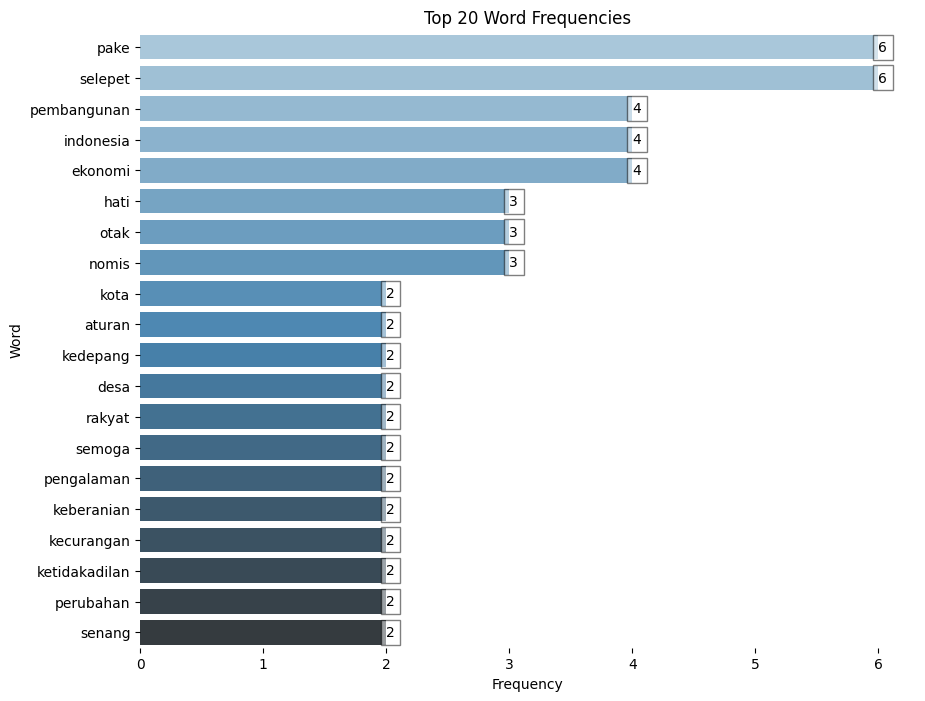 Top 20 Word Frequencies
pake 6
selepet 6
pembangunan 4
indonesia 4
ekonomi 4
hati 3
otak 3
nomis 3
kota 2
aturan 2
kedepang 2
desa 2
rakyat 2
semoga 2
pengalaman 2
keberanian 2
kecurangan 2
ketidakadilan 2
perubahan 2
senang 2
Word
0 1 2 3 4 5 6
Frequency